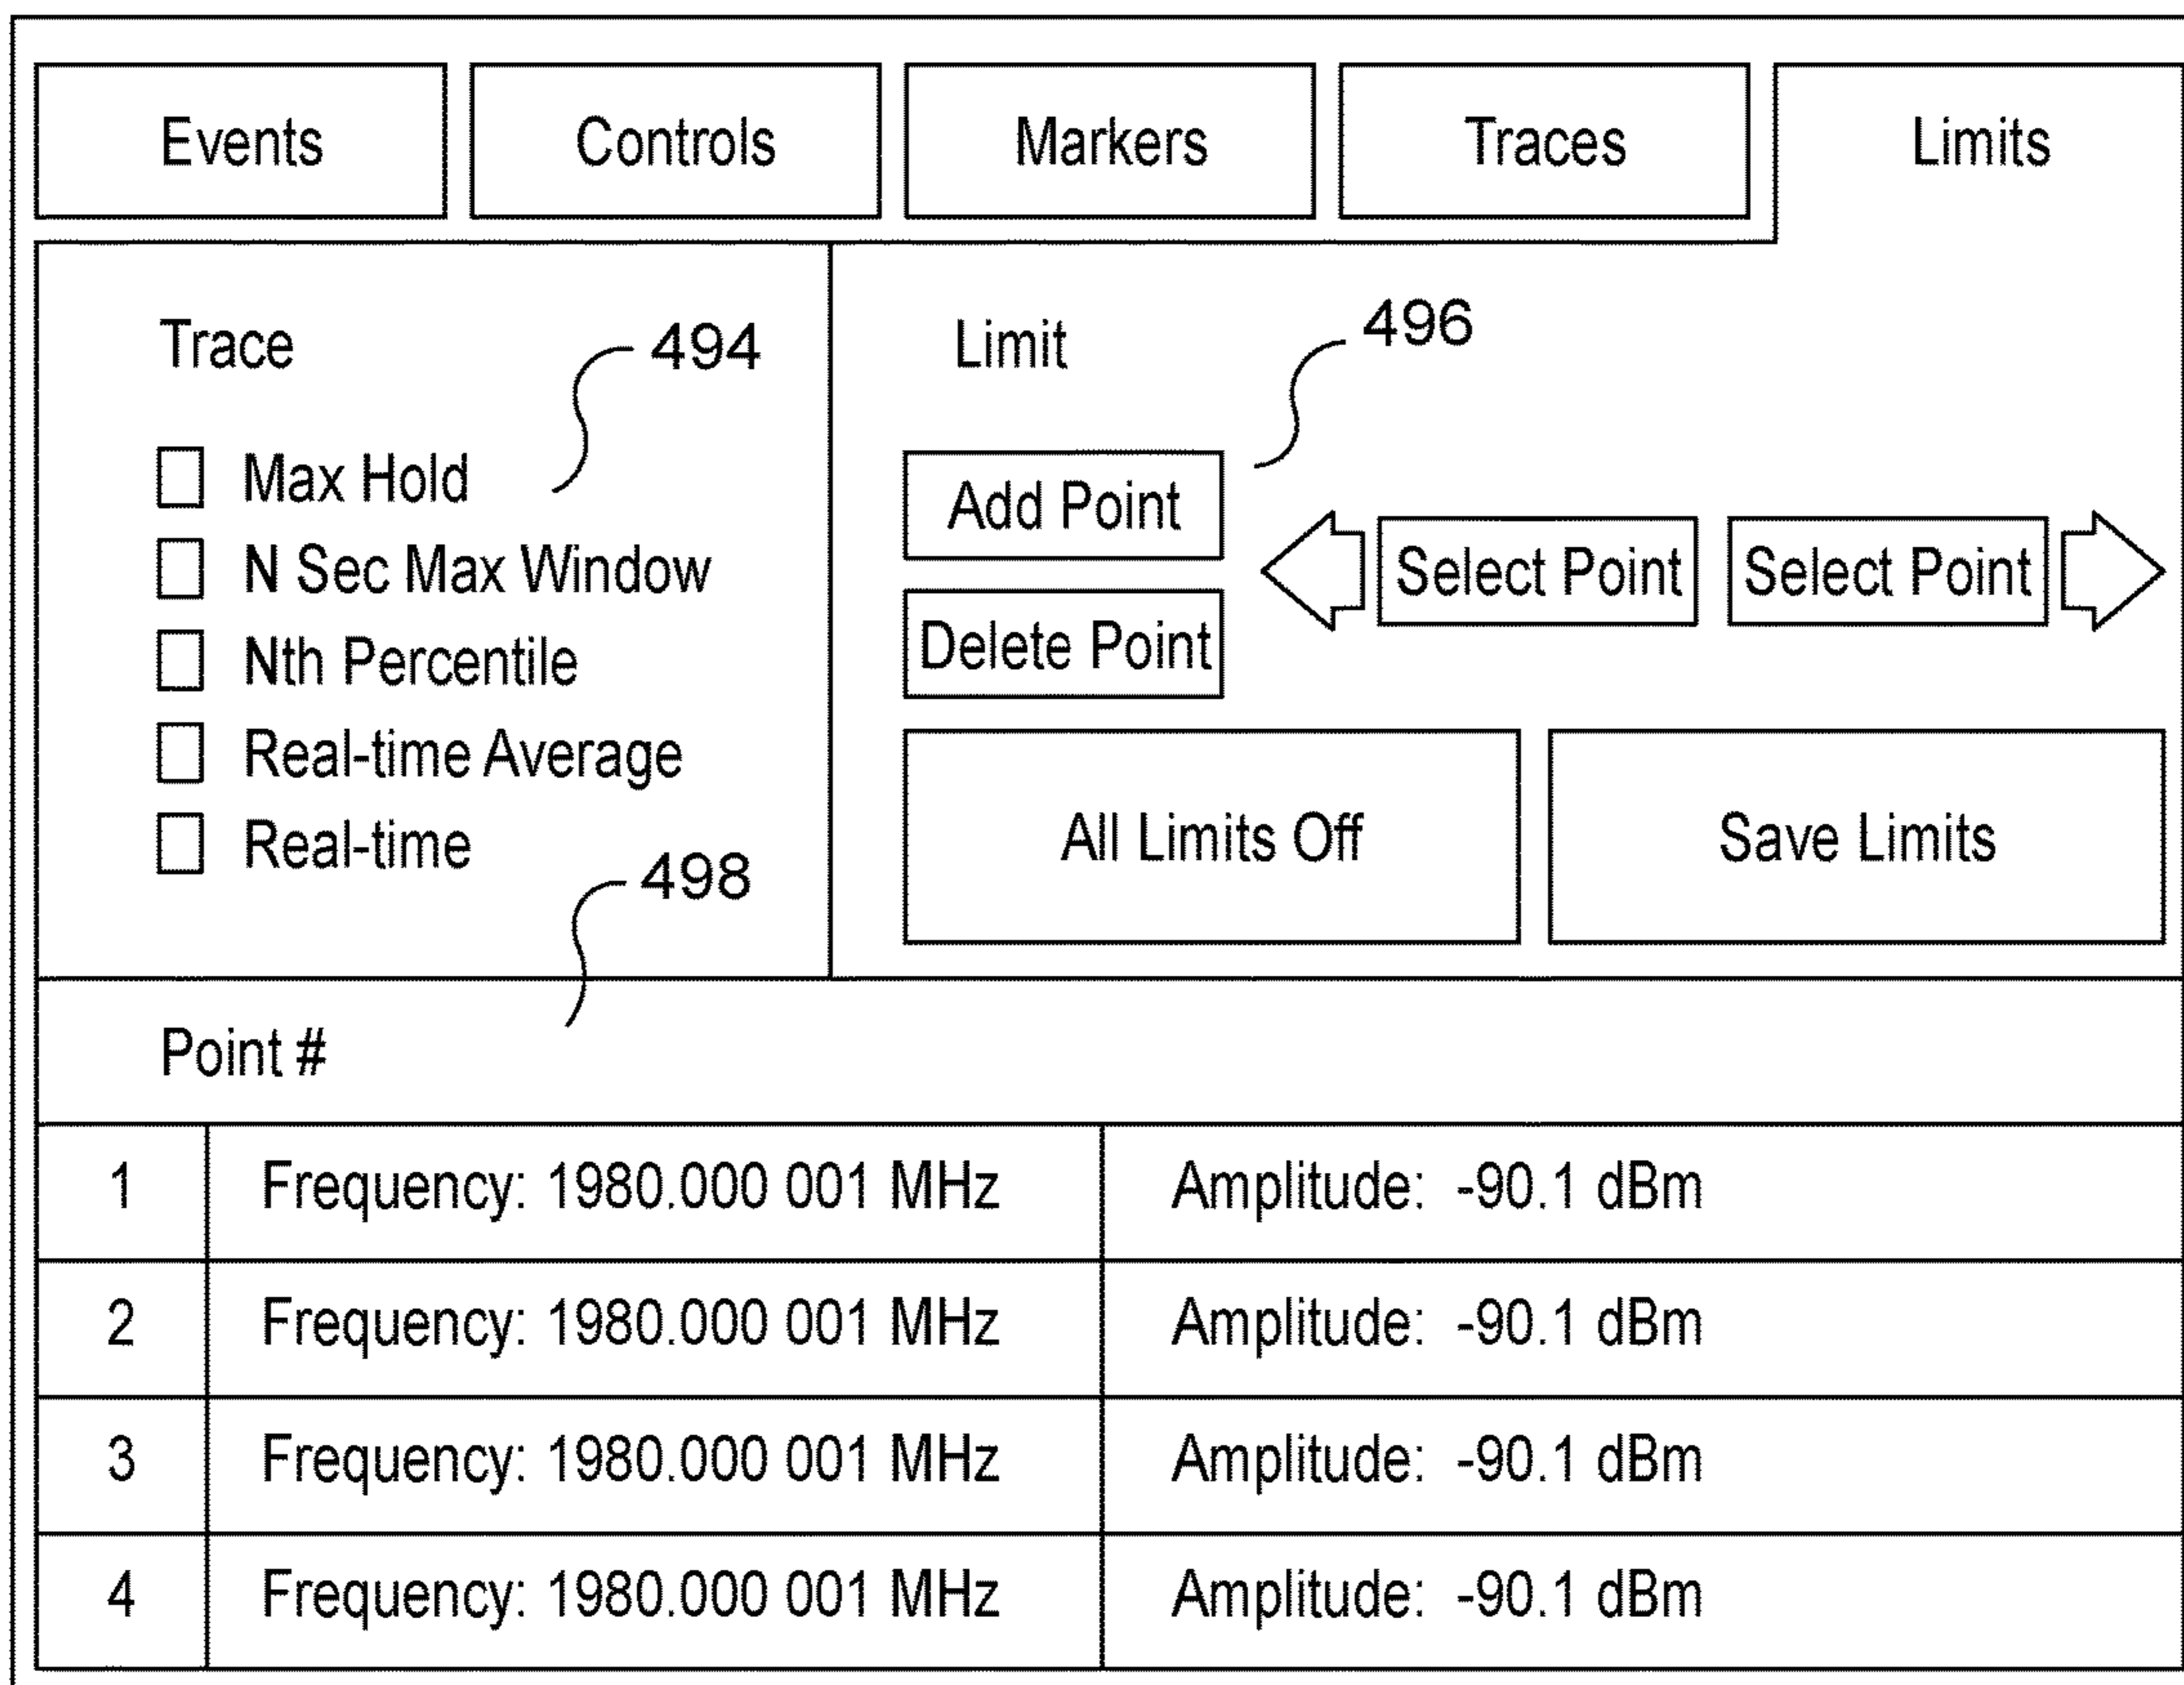 Events Controls Markers Traces Limits
Trace 494
Max Hold
N Sec Max Window
Nth Percentile
Real-time Average
Real-time
498
Limit 496
Add Point
Delete Point
Select Point Select Point
All Limits Off Save Limits
Point #
1 Frequency: 1980.000 001 MHz Amplitude: -90.1 dBm
2 Frequency: 1980.000 001 MHz Amplitude: -90.1 dBm
3 Frequency: 1980.000 001 MHz Amplitude: -90.1 dBm
4 Frequency: 1980.000 001 MHz Amplitude: -90.1 dBm